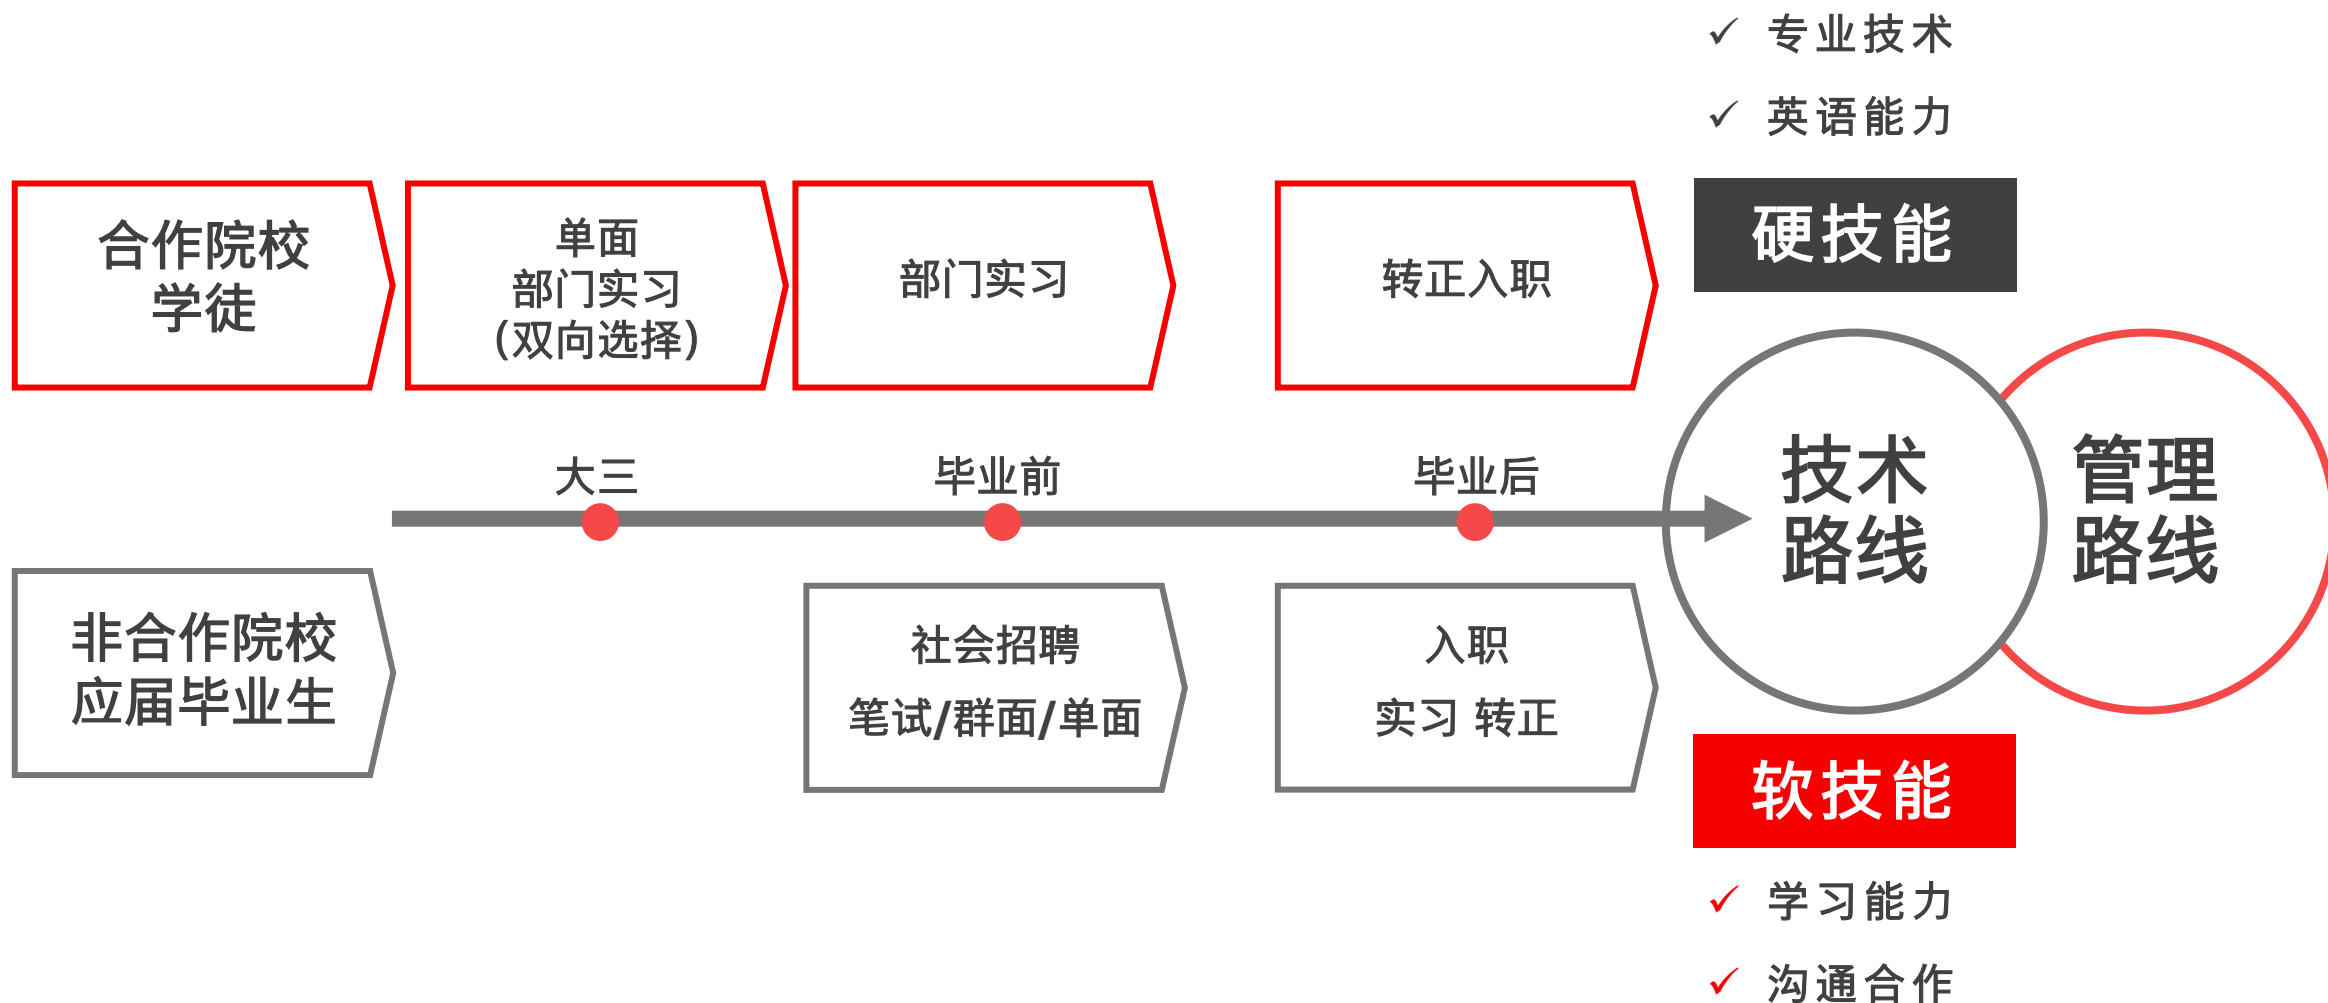 专业技术
英语能力
硬技能
合作院校
学徒
单面
部门实习
（双向选择）
部门实习
转正入职
大三
毕业前
毕业后
技术
路线
管理
路线
非合作院校
应届毕业生
社会招聘
笔试/群面/单面
入职
实习 转正
软技能
学习能力
沟通合作